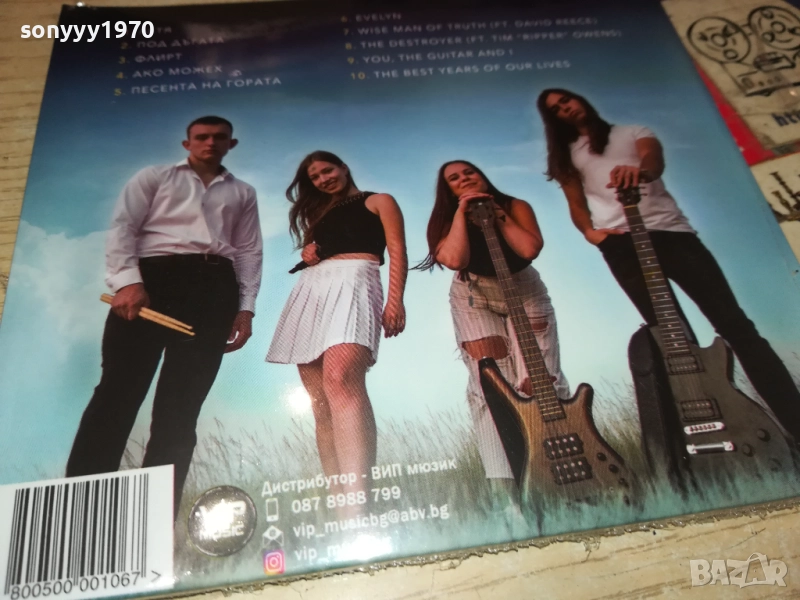 sonyyy1970
2. ПОД ДЪГАТА
3. ФЛИРТ
4. АКО МОЖЕХ
5. ПЕСЕНТА НА ГОРАТА
6. EVELYN
7. WISE MAN OF TRUTH (FT. DAVID REECE)
8. THE DESTROYER (FT. TIM "RIPPER" OWENS)
9. YOU, THE GUITAR AND I
10. THE BEST YEARS OF OUR LIVES
Дистрибутор - ВИП мюзик
087 8988 799
vip_musicbg@abv.bg
VIP
MUSIC
800500 001067 >
BAZAR